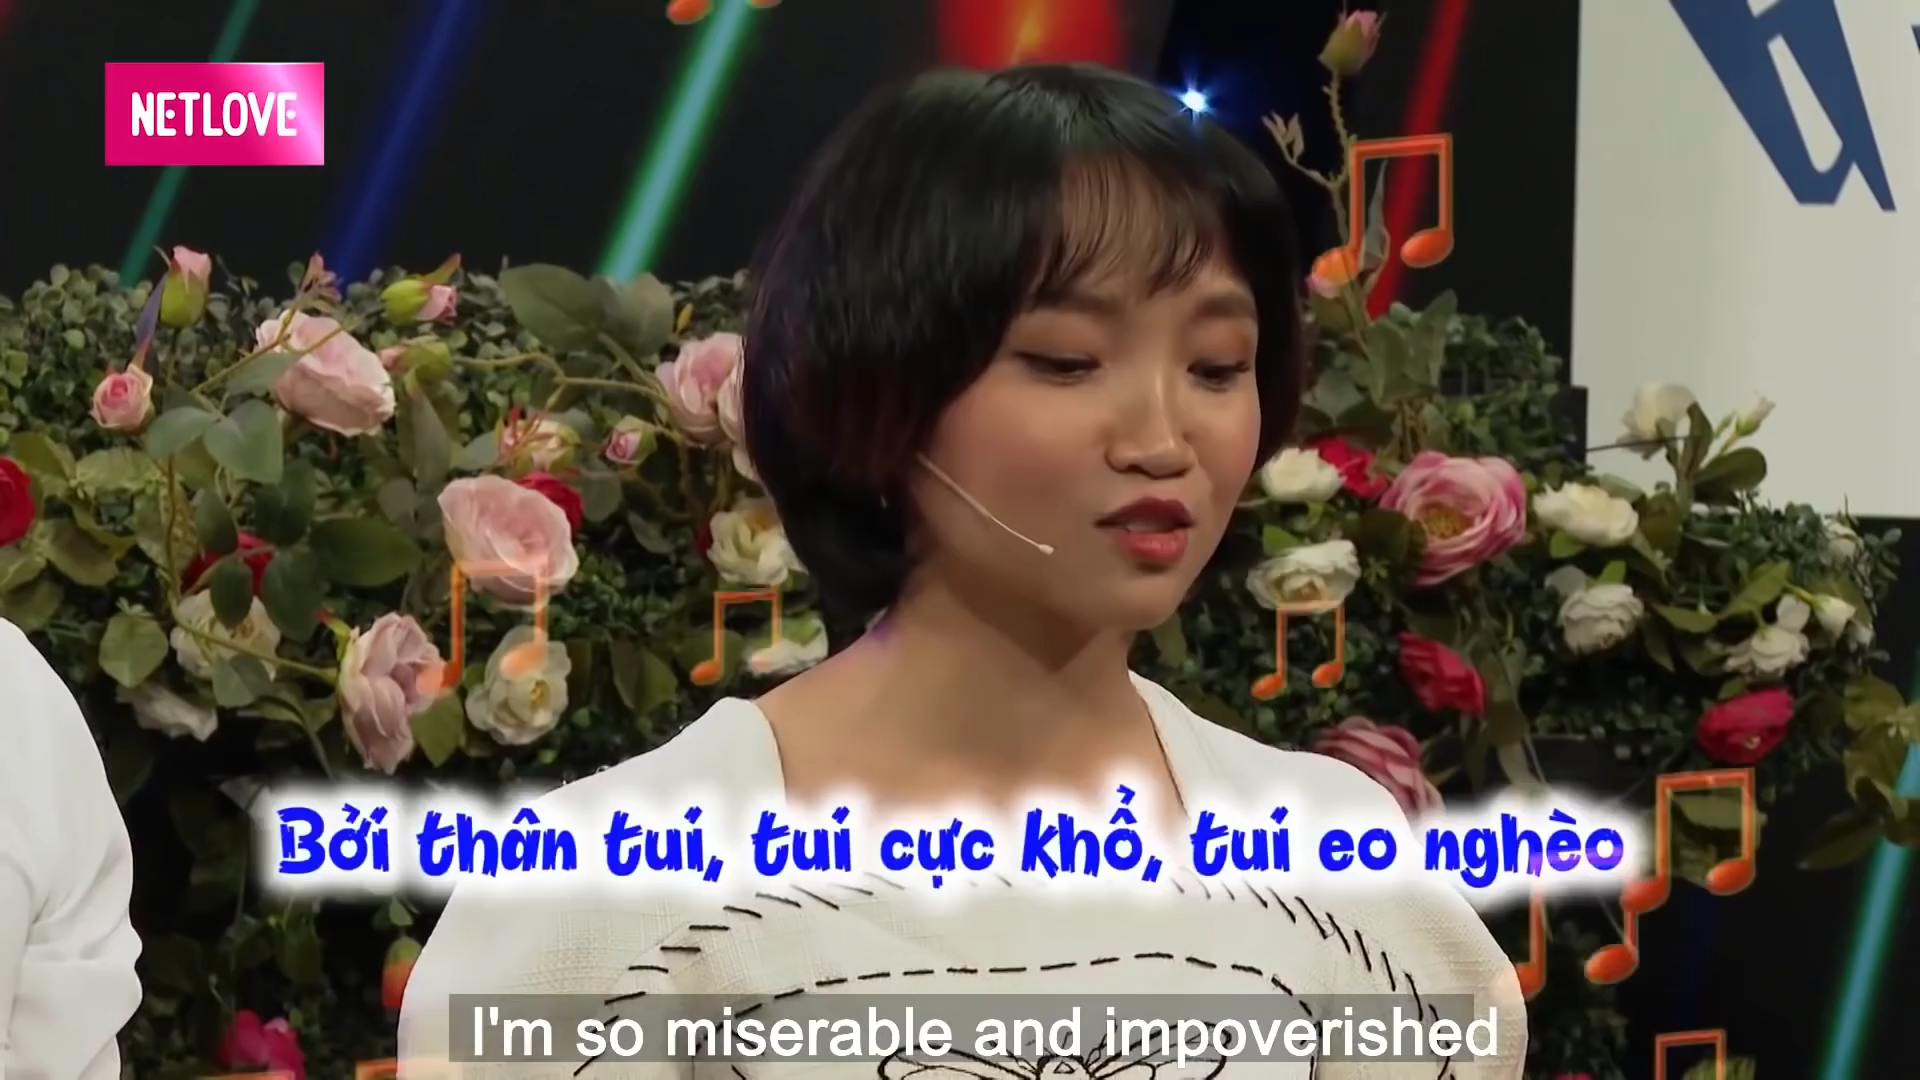 NETLOVE
Bởi thân tui, tui cực khổ, tui eo nghèo
I'm so miserable and impoverished